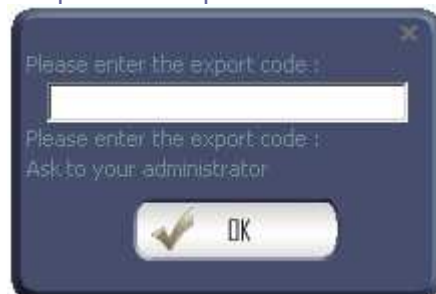 Please enter the export code :
Please enter the export code :
Ask to your administrator
OK